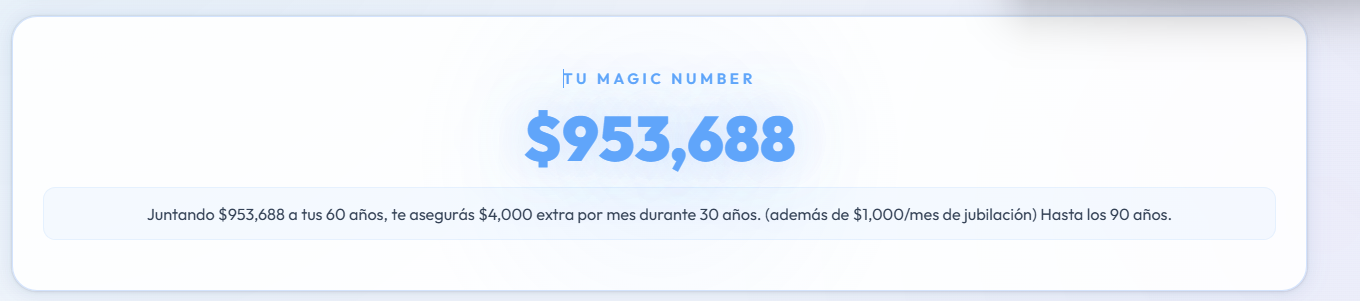 TU MAGIC NUMBER
$953,688
Juntando $953,688 a tus 60 años, te asegurás $4,000 extra por mes durante 30 años. (además de $1,000/mes de jubilación) Hasta los 90 años.